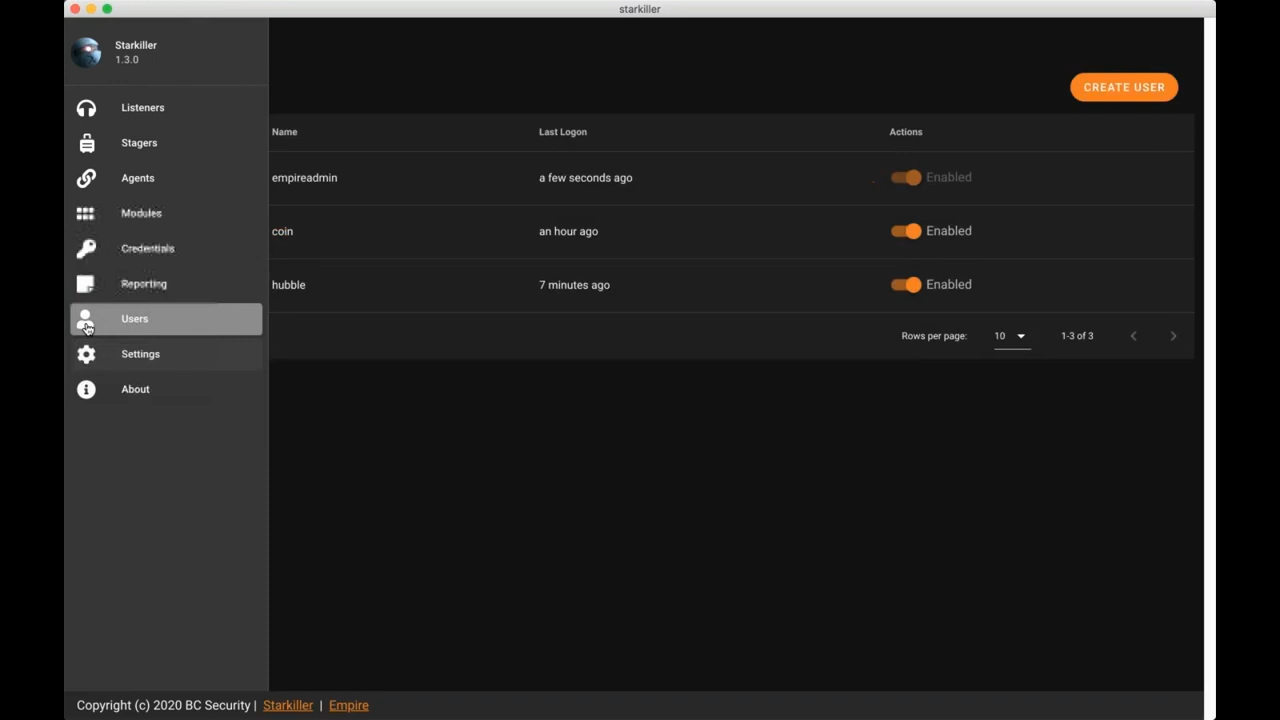 starkiller
Starkiller
1.3.0
Listeners
Stagers
Agents
Modules
Credentials
Reporting
Users
Settings
About
CREATE USER
Name Last Logon Actions
empireadmin a few seconds ago Enabled
coin an hour ago Enabled
hubble 7 minutes ago Enabled
Rows per page: 10 1-3 of 3
Copyright (c) 2020 BC Security | Starkiller | Empire